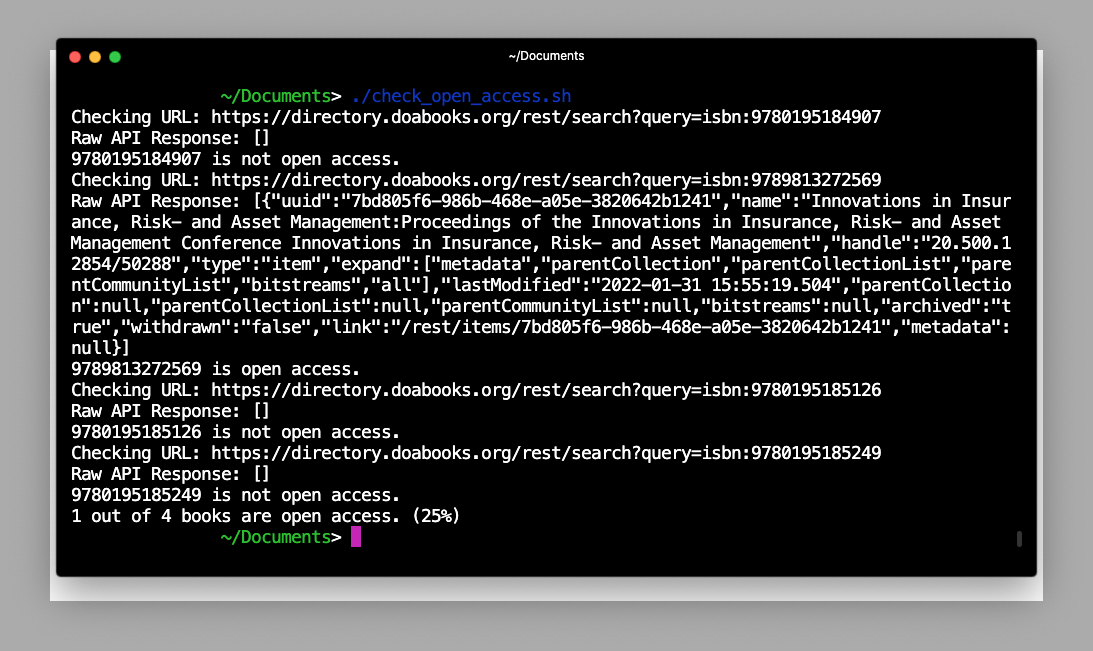 ~/Documents
~/Documents> ./check_open_access.sh
Checking URL: https://directory.doabooks.org/rest/search?query=isbn:9780195184907
Raw API Response: []
9780195184907 is not open access.
Checking URL: https://directory.doabooks.org/rest/search?query=isbn:9789813272569
Raw API Response: [{"uuid":"7bd805f6-986b-468e-a05e-3820642b1241","name":"Innovations in Insur
ance, Risk– and Asset Management:Proceedings of the Innovations in Insurance, Risk– and Asset
Management Conference Innovations in Insurance, Risk– and Asset Management","handle":"20.500.1
2854/50288","type":"item","expand":["metadata","parentCollection","parentCollectionList","pare
ntCommunityList","bitstreams","all"],"lastModified":"2022-01-31 15:55:19.504","parentCollectio
n":null,"parentCollectionList":null,"parentCommunityList":null,"bitstreams":null,"archived":"t
rue","withdrawn":"false","link":"/rest/items/7bd805f6-986b-468e-a05e-3820642b1241","metadata":
null}]
9789813272569 is open access.
Checking URL: https://directory.doabooks.org/rest/search?query=isbn:9780195185126
Raw API Response: []
9780195185126 is not open access.
Checking URL: https://directory.doabooks.org/rest/search?query=isbn:9780195185249
Raw API Response: []
9780195185249 is not open access.
1 out of 4 books are open access. (25%)
~/Documents>